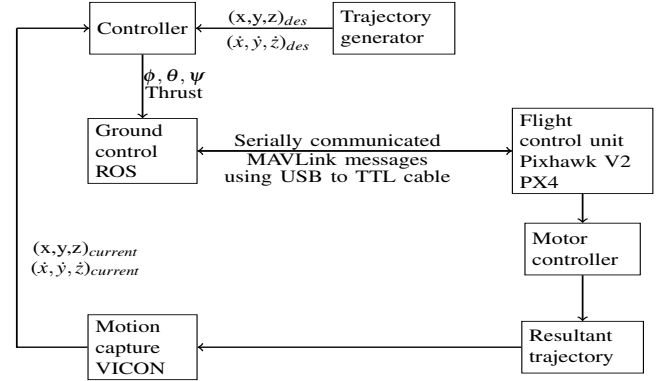 Controller
(x,y,z)des
(ẋ,ẏ,ż)des
Trajectory
generator
ϕ, θ, ψ
Thrust
Ground
control
ROS
Serially communicated
MAVLink messages
using USB to TTL cable
Flight
control unit
Pixhawk V2
PX4
Motor
controller
(x,y,z)current
(ẋ,ẏ,ż)current
Motion
capture
VICON
Resultant
trajectory